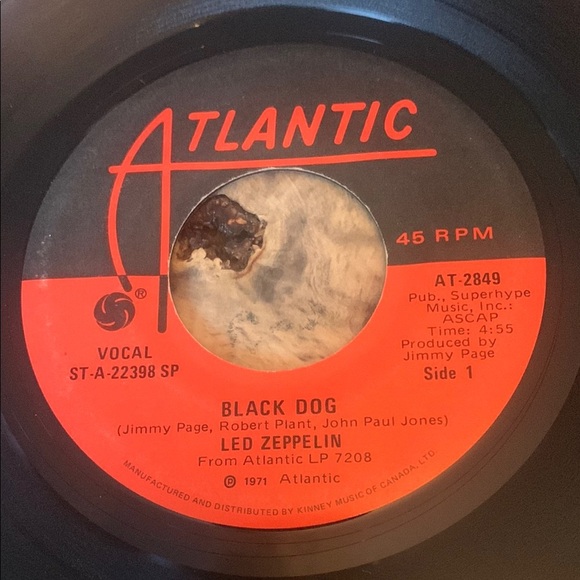 ATLANTIC
45 RPM
®
AT-2849
Pub., Superhype
Music, Inc.:
ASCAP
Time: 4:55
Produced by
Jimmy Page
Side 1
VOCAL
ST-A-22398 SP
BLACK DOG
(Jimmy Page, Robert Plant, John Paul Jones)
LED ZEPPELIN
From Atlantic LP 7208
℗ 1971 Atlantic
MANUFACTURED AND DISTRIBUTED BY KINNEY MUSIC OF CANADA, LTD.